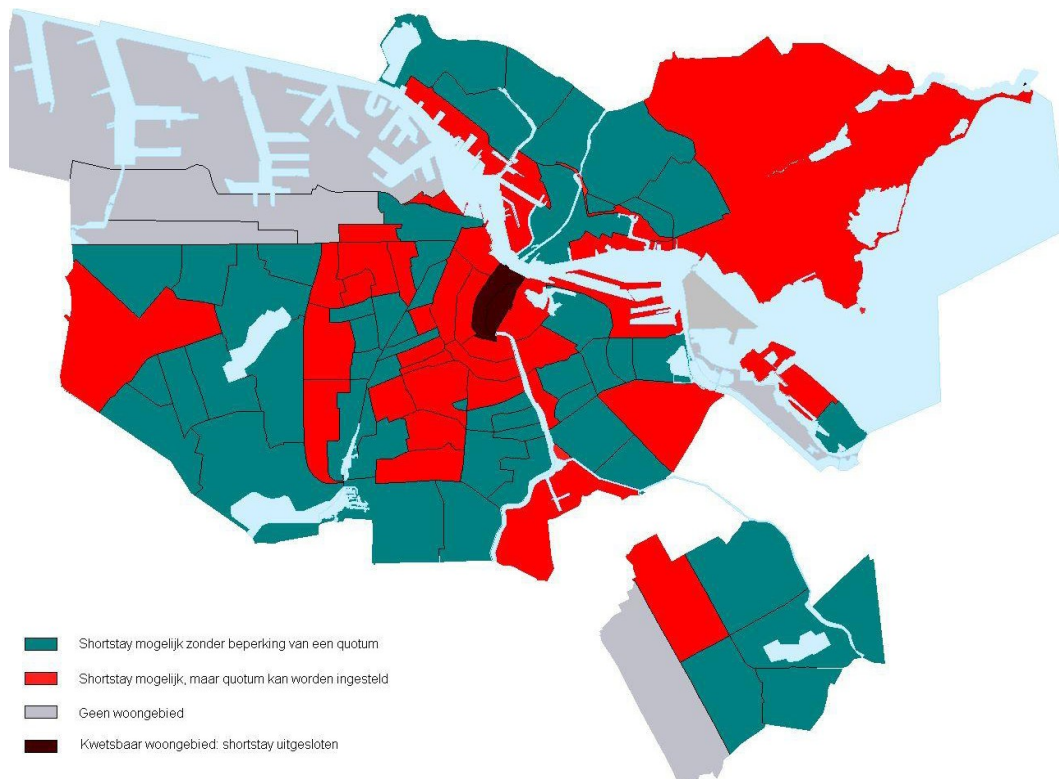 Shortstay mogelijk zonder beperking van een quotum
Shortstay mogelijk, maar quotum kan worden ingesteld
Geen woongebied
Kwetsbaar woongebied: shortstay uitgesloten